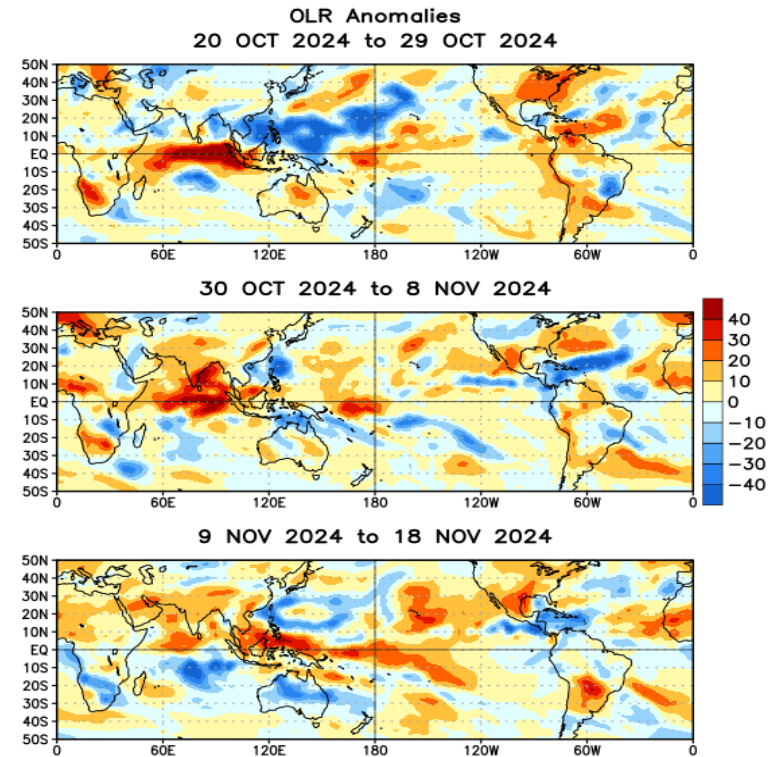 OLR Anomalies
20 OCT 2024 to 29 OCT 2024
50N
40N
30N
20N
10N
EQ
10S
20S
30S
40S
50S
0 60E 120E 180 120W 60W 0
30 OCT 2024 to 8 NOV 2024
50N
40N
30N
20N
10N
EQ
10S
20S
30S
40S
50S
0 60E 120E 180 120W 60W 0
40
30
20
10
0
−10
−20
−30
−40
9 NOV 2024 to 18 NOV 2024
50N
40N
30N
20N
10N
EQ
10S
20S
30S
40S
50S
0 60E 120E 180 120W 60W 0